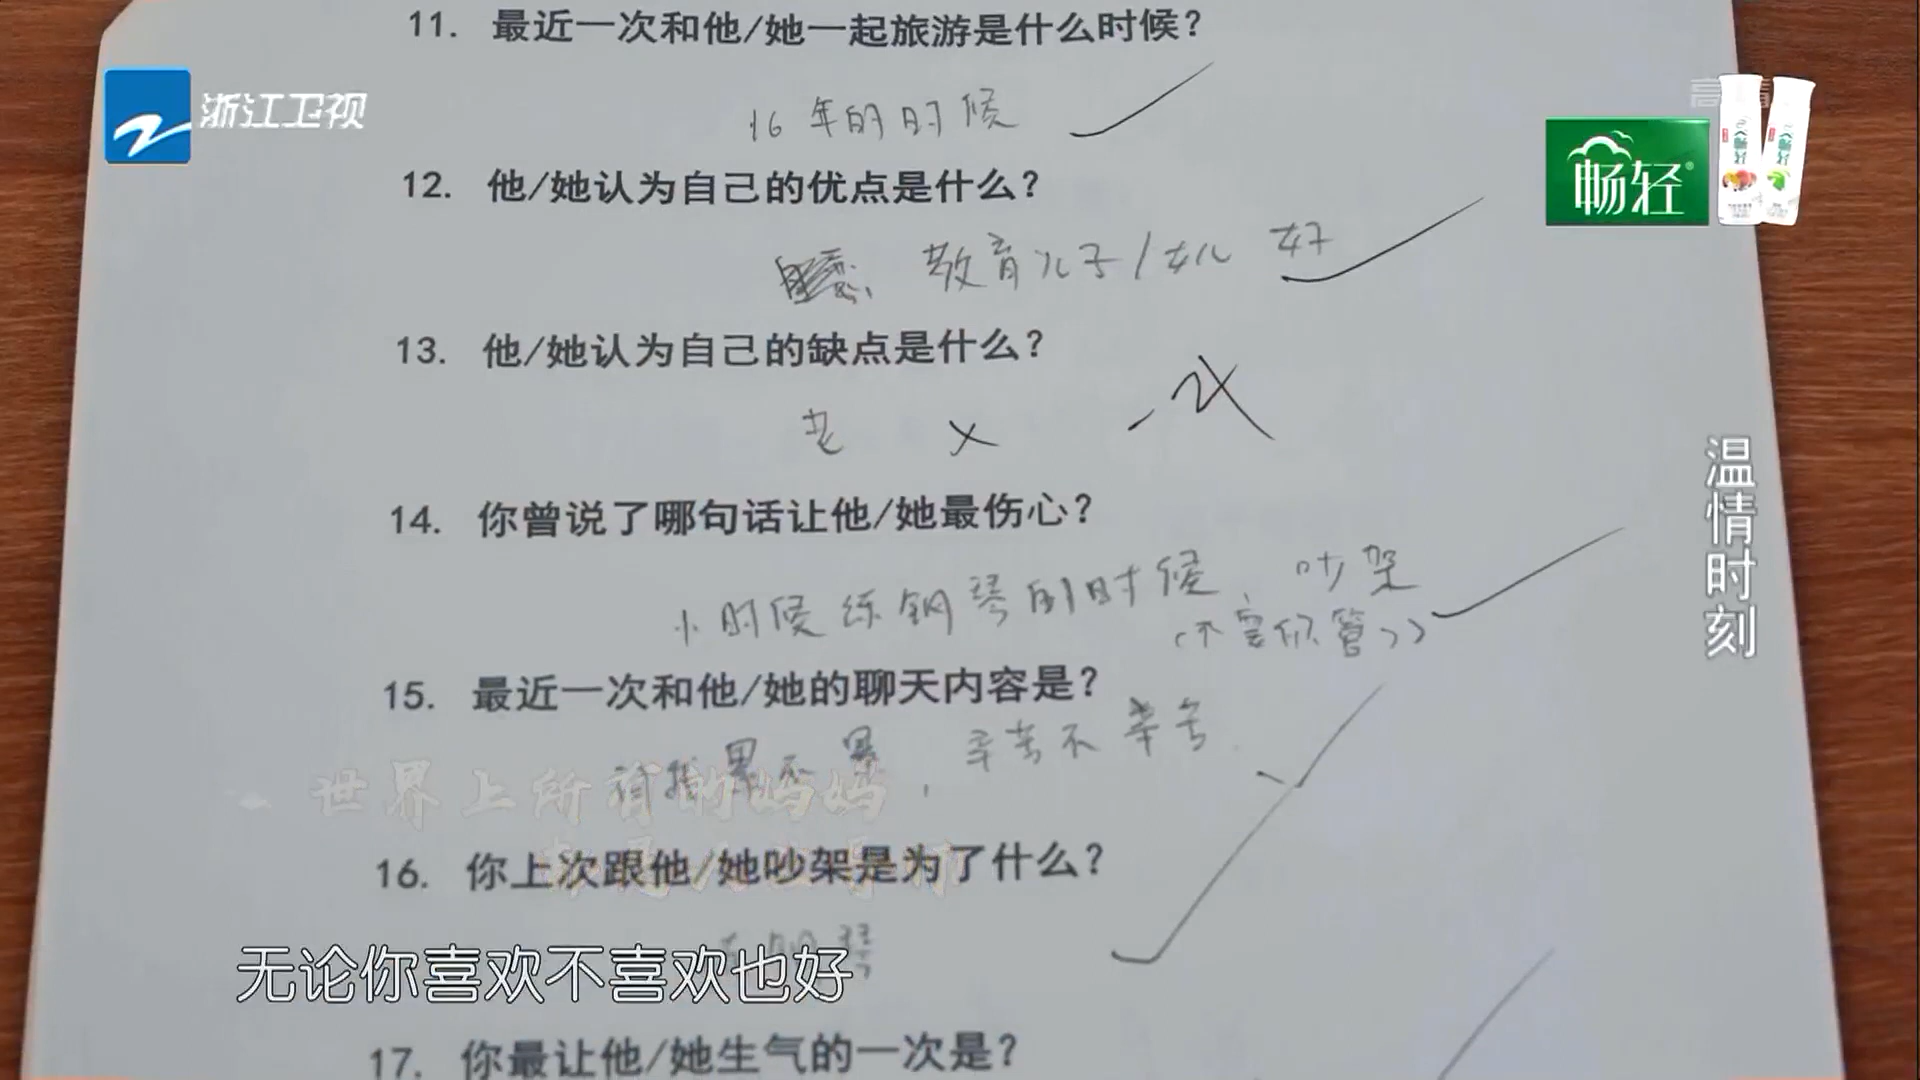 11. 最近一次和他/她一起旅游是什么时候?
浙江卫视
16年的时候
畅轻
12. 他/她认为自己的优点是什么?
教育儿子/女儿 好
13. 他/她认为自己的缺点是什么?
老
温情时刻
14. 你曾说了哪句话让他/她最伤心?
小时候练钢琴的时候、吵架
(不要你管))
15. 最近一次和他/她的聊天内容是?
累不累, 辛苦不辛苦.
世界上所有的妈妈
16. 你上次跟他/她吵架是为了什么?
琴
无论你喜欢不喜欢也好
17. 你最让他/她生气的一次是?